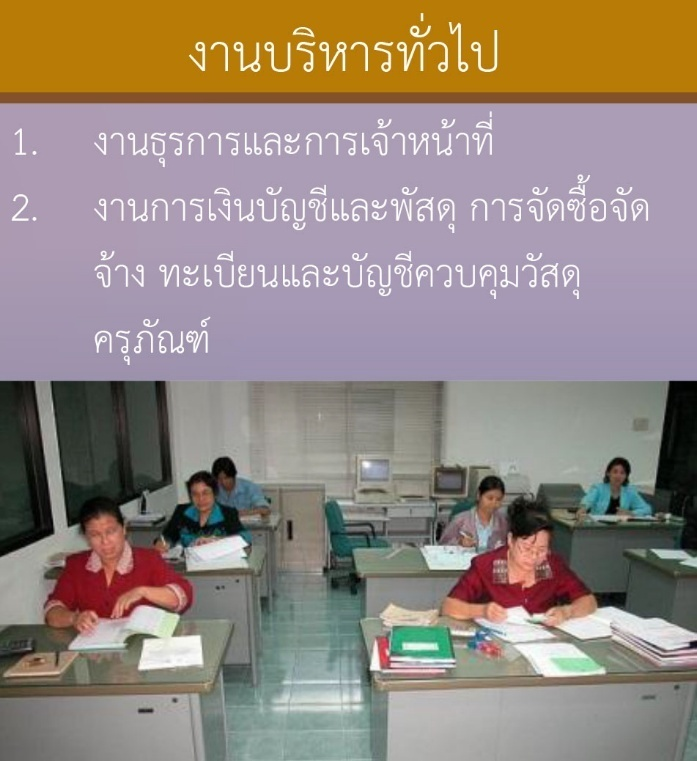 งานบริหารทั่วไป
1. งานธุรการและการเจ้าหน้าที่
2. งานการเงินบัญชีและพัสดุ การจัดซื้อจัด
จ้าง ทะเบียนและบัญชีควบคุมวัสดุ
ครุภัณฑ์